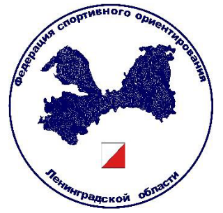 Федерация спортивного ориентирования
Ленинградской области